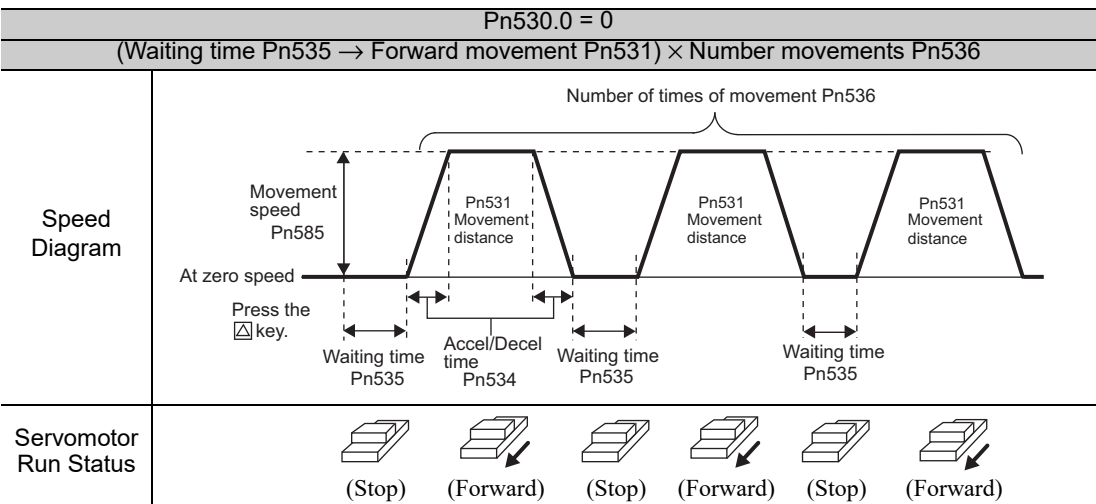 Pn530.0 = 0
(Waiting time Pn535 → Forward movement Pn531) × Number movements Pn536
Speed
Diagram
Number of times of movement Pn536
Movement
speed
Pn585
Pn531
Movement
distance
Pn531
Movement
distance
Pn531
Movement
distance
At zero speed
Press the
△ key.
Waiting time
Pn535
Accel/Decel
time
Pn534
Waiting time
Pn535
Waiting time
Pn535
Servomotor
Run Status
(Stop) (Forward) (Stop) (Forward) (Stop) (Forward)